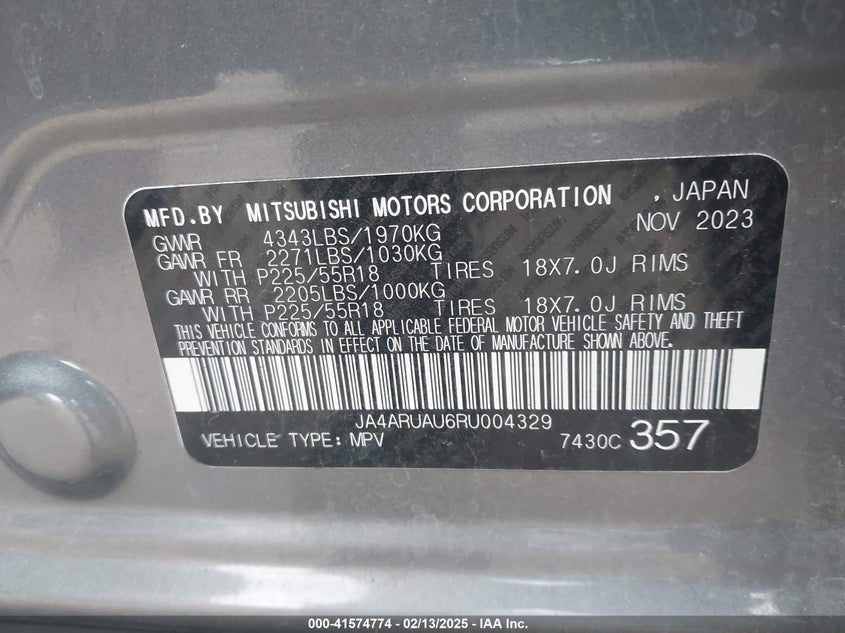 MFD.BY MITSUBISHI MOTORS CORPORATION , JAPAN
NOV 2023
GVWR 4343LBS/1970KG
GAWR FR 2271LBS/1030KG
WITH P225/55R18 TIRES 18X7.0J RIMS
GAWR RR 2205LBS/1000KG
WITH P225/55R18 TIRES 18X7.0J RIMS
THIS VEHICLE CONFORMS TO ALL APPLICABLE FEDERAL MOTOR VEHICLE SAFETY AND THEFT
PREVENTION STANDARDS IN EFFECT ON THE DATE OF MANUFACTURE SHOWN ABOVE.
JA4ARUAU6RU004329
VEHICLE TYPE: MPV 7430C 357
000-41574774 - 02/13/2025 - IAA Inc.